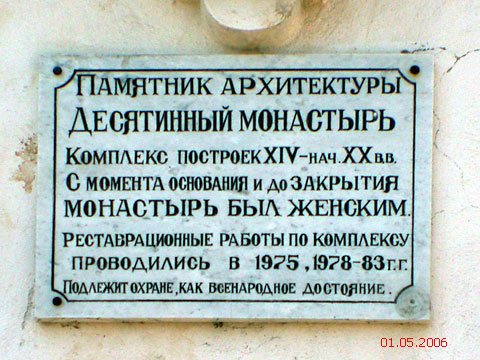 Памятник архитектуры
Десятинный монастырь
Комплекс построек XIV-нач.XX в.в.
С момента основания и до закрытия
монастырь был женским.
Реставрационные работы по комплексу
проводились в 1975, 1978-83 г.г.
Подлежит охране, как всенародное достояние.
01.05.2006